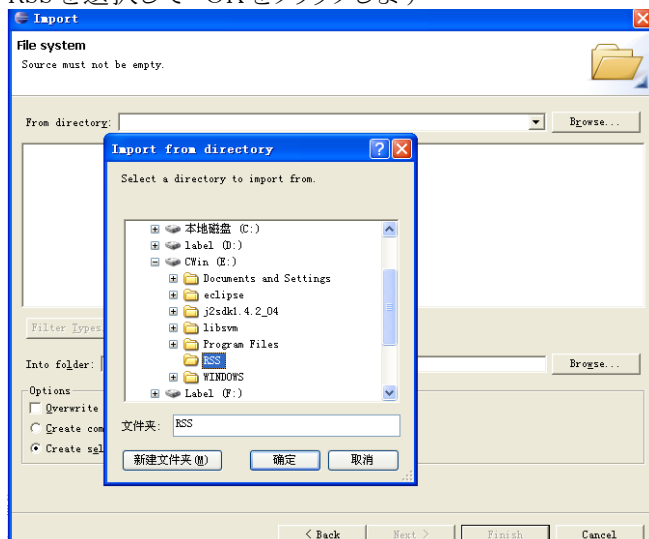 RSS を選択して OK をクリックします
Import
File system
Source must not be empty.
From directory:
Browse...
Import from directory
Select a directory to import from.
本地磁盘 (C:)
label (D:)
CWin (E:)
Documents and Settings
eclipse
j2sdk1.4.2_04
libsvm
Program Files
RSS
WINDOWS
Label (F:)
Filter Types
Into folder:
Browse...
Options
Overwrite
Create com
Create sel
文件夹: RSS
新建文件夹(M) 确定 取消
< Back Next > Finish Cancel